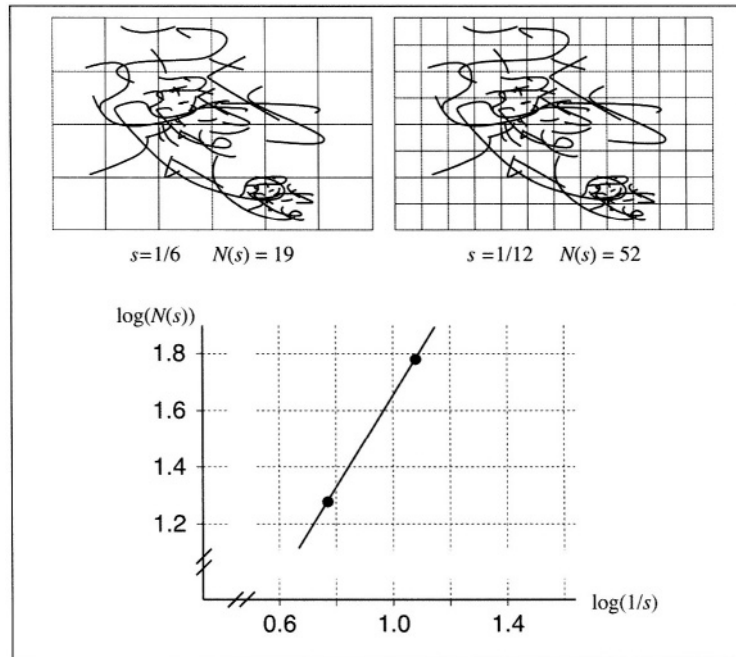 s=1/6 N(s) = 19
s=1/12 N(s) = 52
log(N(s))
1.8
1.6
1.4
1.2
0.6 1.0 1.4
log(1/s)